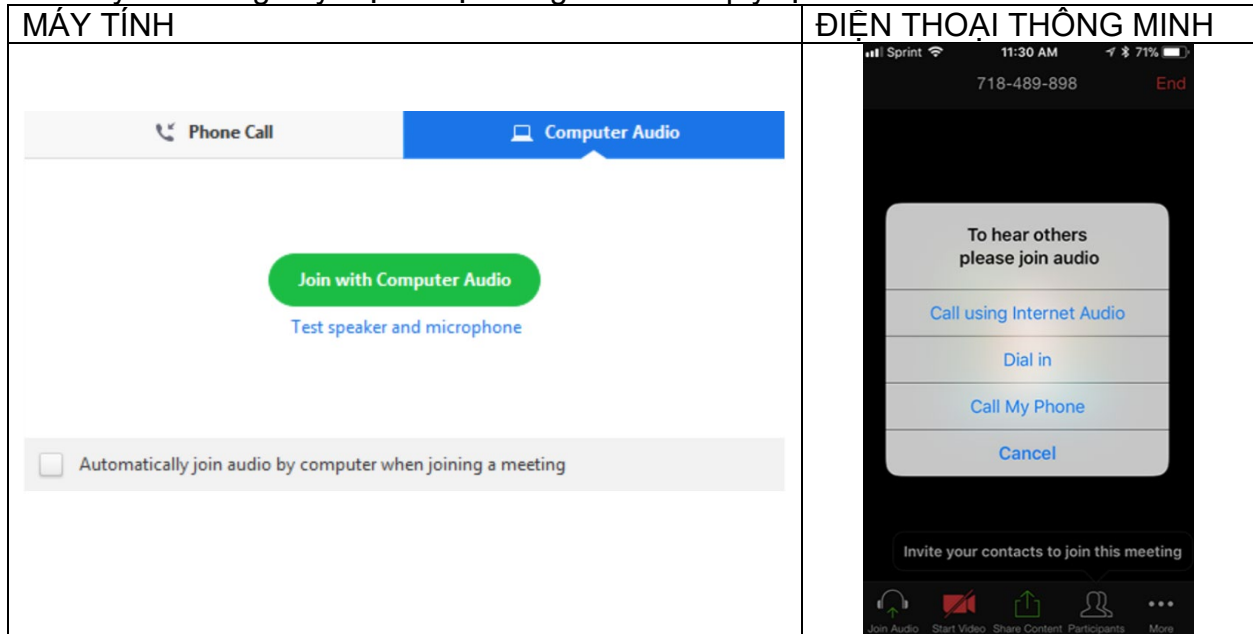 MÁY TÍNH
ĐIỆN THOẠI THÔNG MINH
Phone Call
Computer Audio
Join with Computer Audio
Test speaker and microphone
Automatically join audio by computer when joining a meeting
Sprint 11:30 AM 71%
718-489-898 End
To hear others
please join audio
Call using Internet Audio
Dial in
Call My Phone
Cancel
Invite your contacts to join this meeting
Join Audio Start Video Share Content Participants More